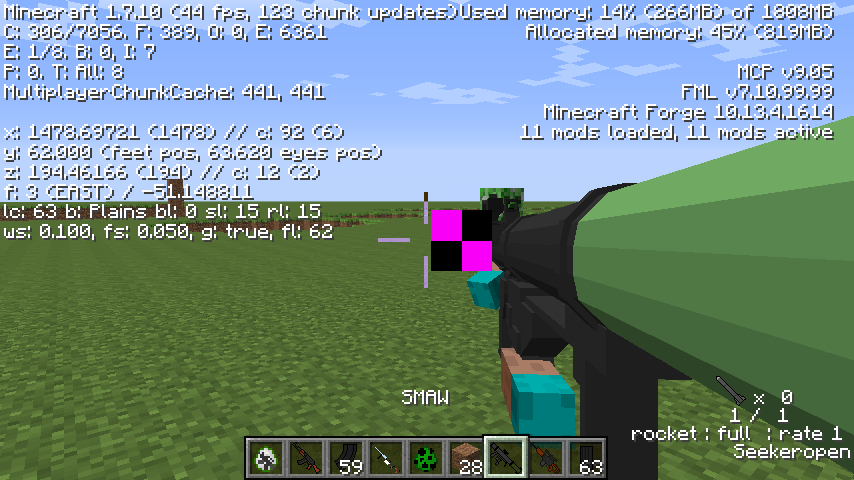 Minecraft 1.7.10 (44 fps, 123 chunk updates)
C: 306/7056, F: 389, O: 0, E: 6361
E: 1/8, B: 0, I: 7
P: 0, T: All: 8
MultiplayerChunkCache: 441, 441
x: 1478.69721 (1478) // c: 92 (6)
y: 62.000 (feet pos, 63.620 eyes pos)
z: 194.46166 (194) // c: 12 (2)
f: 3 (EAST) / -51.148811
lc: 63 b: Plains bl: 0 sl: 15 rl: 15
ws: 0.100, fs: 0.050, g: true, fl: 62
Used memory: 14% (266MB) of 1808MB
Allocated memory: 45% (819MB)
MCP v9.05
FML v7.10.99.99
Minecraft Forge 10.13.4.1614
11 mods loaded, 11 mods active
SMAW
x 0
1 / 1
rocket : full : rate 1
Seekeropen
59
28
63